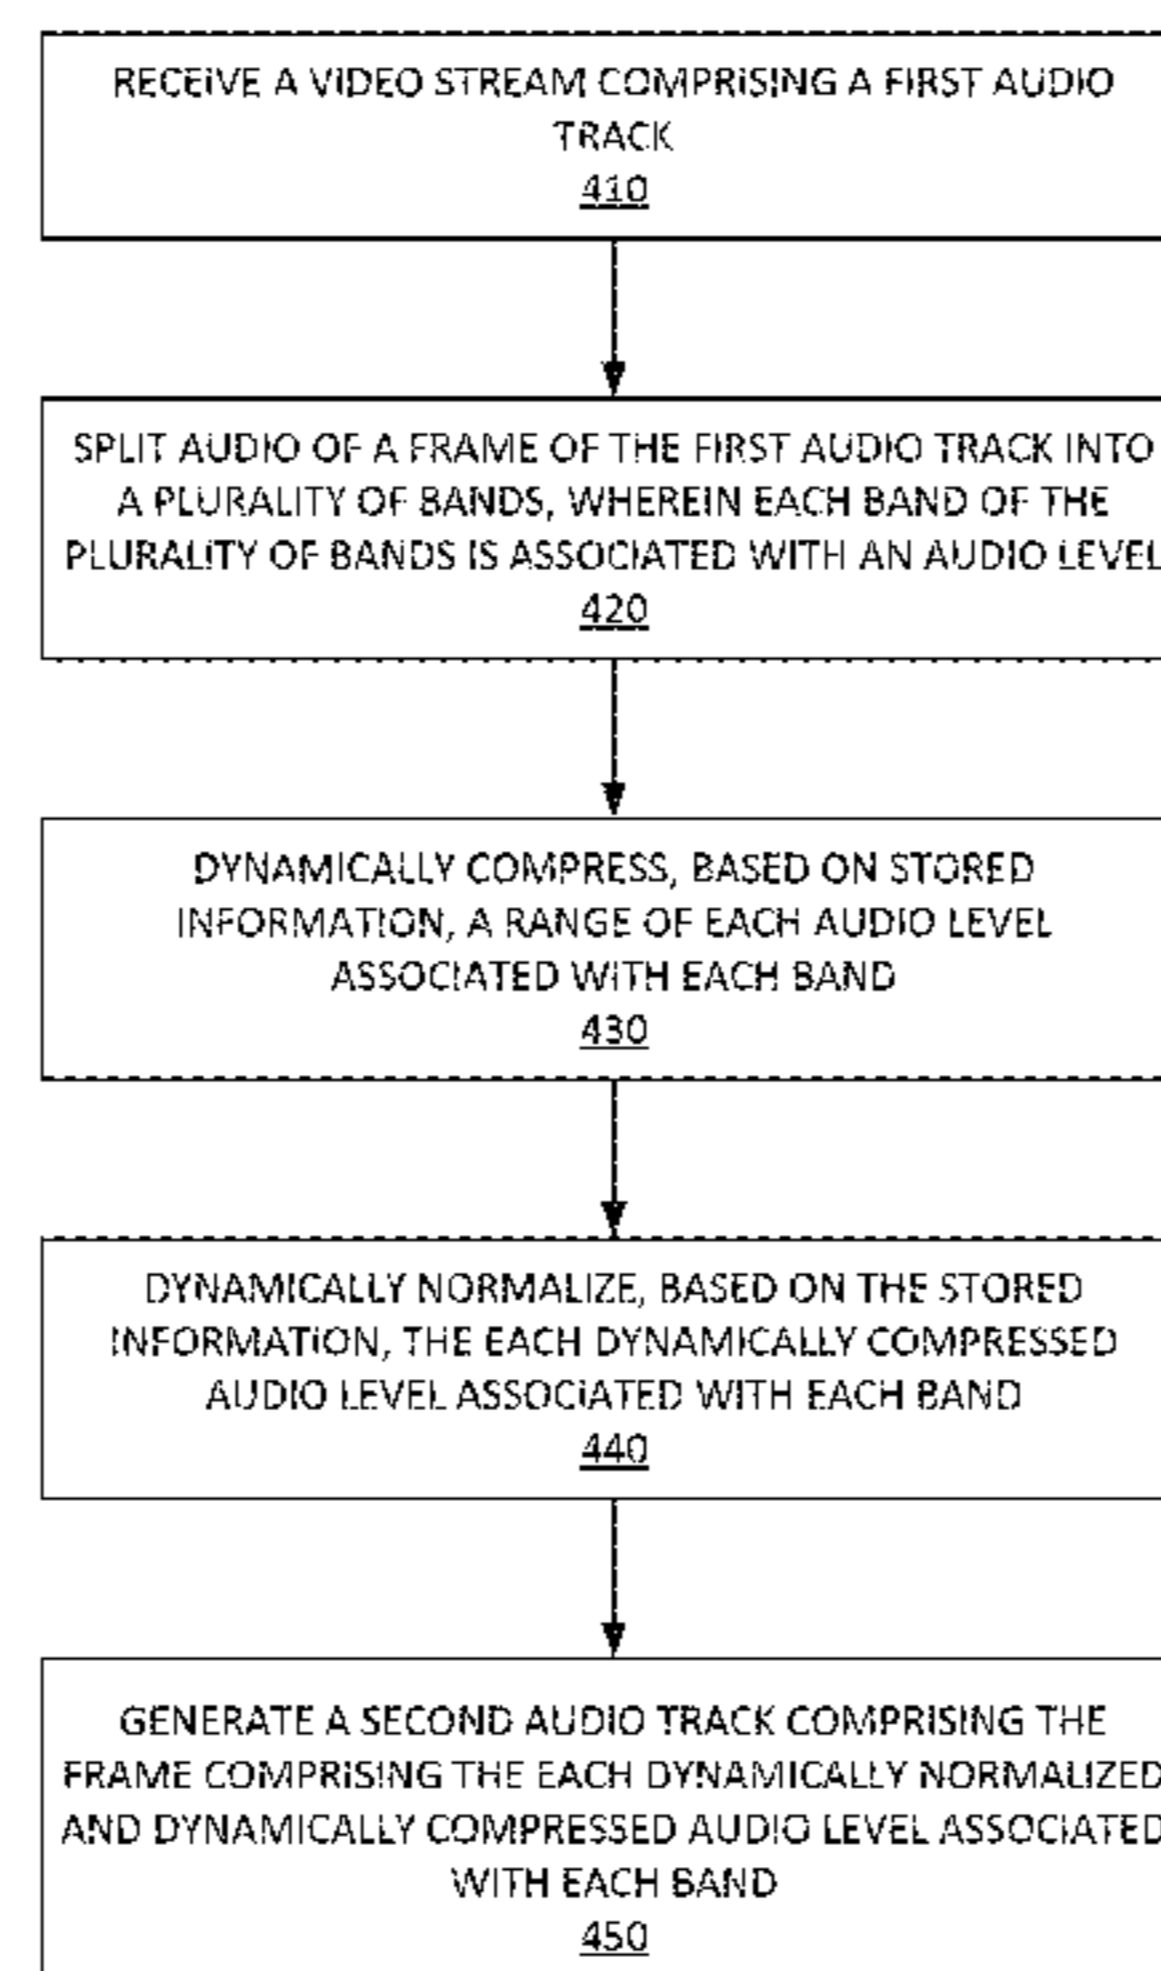 RECEIVE A VIDEO STREAM COMPRISING A FIRST AUDIO
TRACK
410
SPLIT AUDIO OF A FRAME OF THE FIRST AUDIO TRACK INTO
A PLURALITY OF BANDS, WHEREIN EACH BAND OF THE
PLURALITY OF BANDS IS ASSOCIATED WITH AN AUDIO LEVEL
420
DYNAMICALLY COMPRESS, BASED ON STORED
INFORMATION, A RANGE OF EACH AUDIO LEVEL
ASSOCIATED WITH EACH BAND
430
DYNAMICALLY NORMALIZE, BASED ON THE STORED
INFORMATION, THE EACH DYNAMICALLY COMPRESSED
AUDIO LEVEL ASSOCIATED WITH EACH BAND
440
GENERATE A SECOND AUDIO TRACK COMPRISING THE
FRAME COMPRISING THE EACH DYNAMICALLY NORMALIZED
AND DYNAMICALLY COMPRESSED AUDIO LEVEL ASSOCIATED
WITH EACH BAND
450